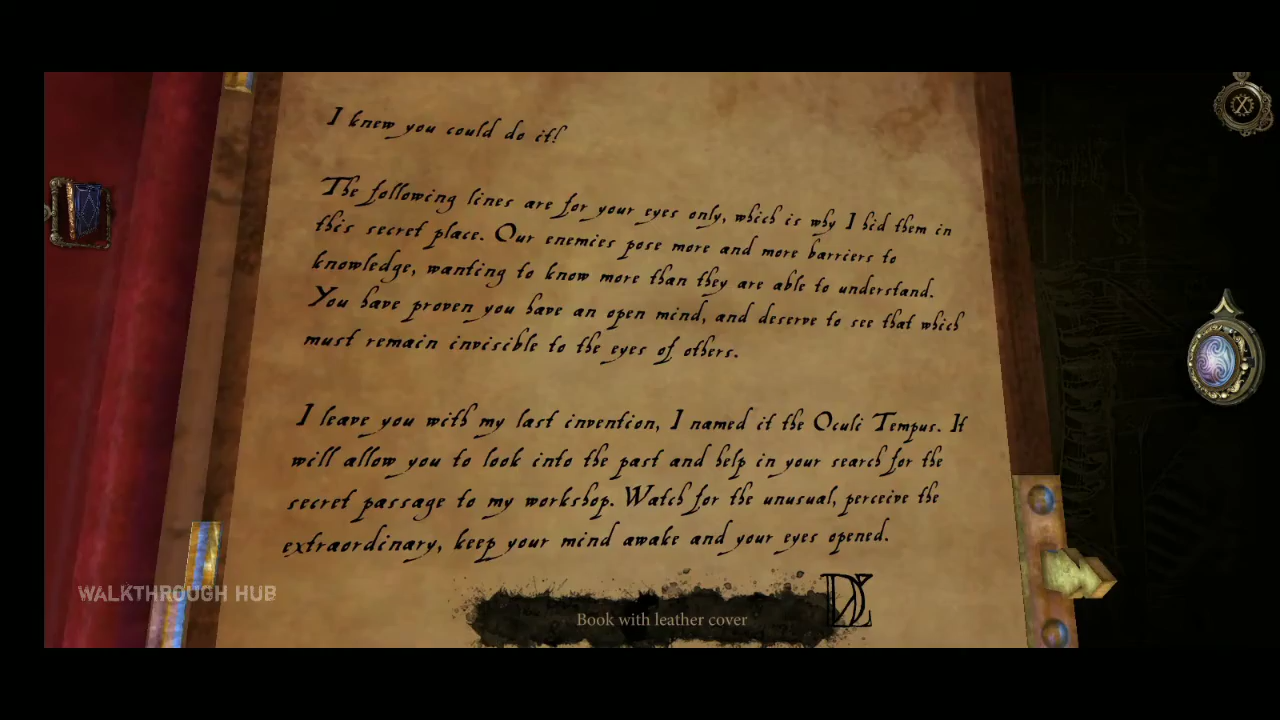 I knew you could do it!
The following lines are for your eyes only, which is why I hid them in
this secret place. Our enemies pose more and more barriers to
knowledge, wanting to know more than they are able to understand.
You have proven you have an open mind, and deserve to see that which
must remain invisible to the eyes of others.
I leave you with my last invention, I named it the Oculi Tempus. It
will allow you to look into the past and help in your search for the
secret passage to my workshop. Watch for the unusual, perceive the
extraordinary, keep your mind awake and your eyes opened.
WALKTHROUGH HUB
Book with leather cover